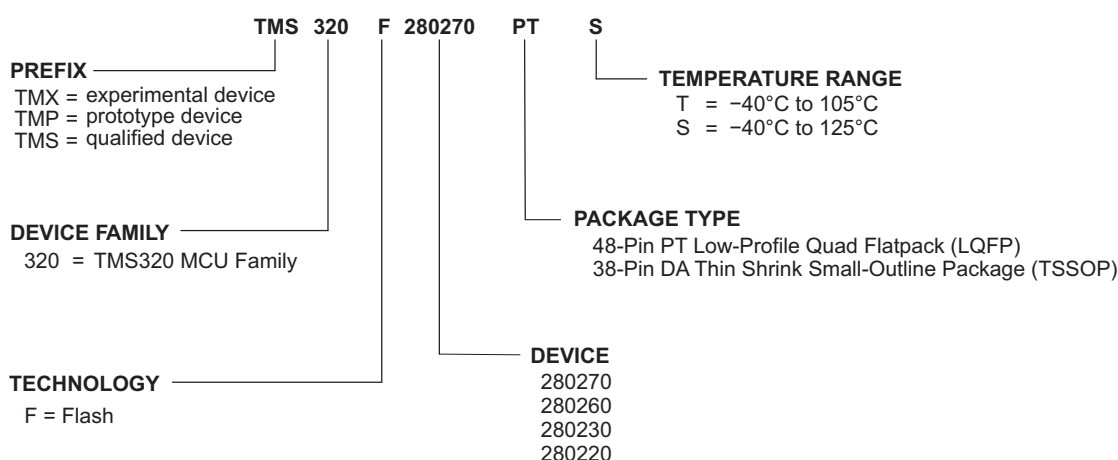 TMS 320 F 280270 PT S
PREFIX
TMX = experimental device
TMP = prototype device
TMS = qualified device
TEMPERATURE RANGE
T = −40°C to 105°C
S = −40°C to 125°C
DEVICE FAMILY
320 = TMS320 MCU Family
PACKAGE TYPE
48-Pin PT Low-Profile Quad Flatpack (LQFP)
38-Pin DA Thin Shrink Small-Outline Package (TSSOP)
TECHNOLOGY
F = Flash
DEVICE
280270
280260
280230
280220